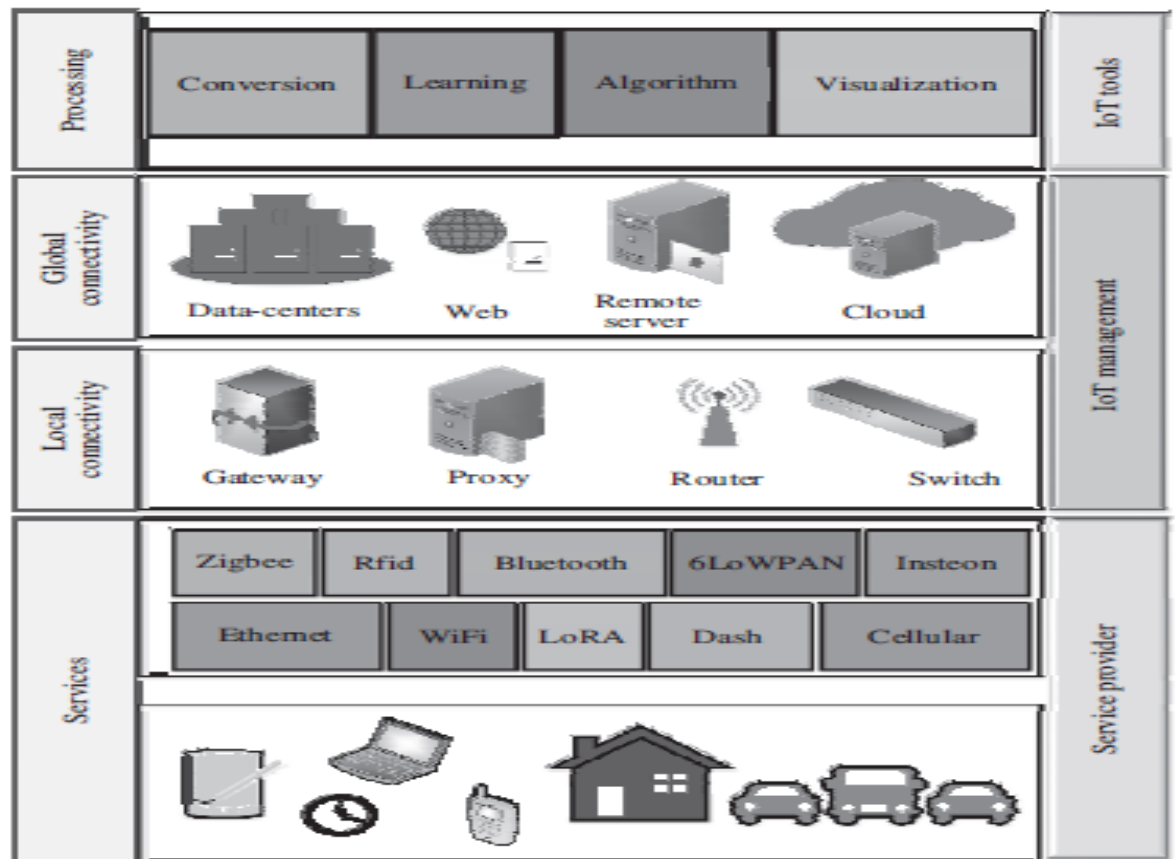 Processing
Conversion
Learning
Algorithm
Visualization
IoT tools
Global
connectivity
Data-centers
Web
Remote
server
Cloud
IoT management
Local
connectivity
Gateway
Proxy
Router
Switch
Services
Zigbee
Rfid
Bluetooth
6LoWPAN
Insteon
Ethernet
WiFi
LoRA
Dash
Cellular
Service provider